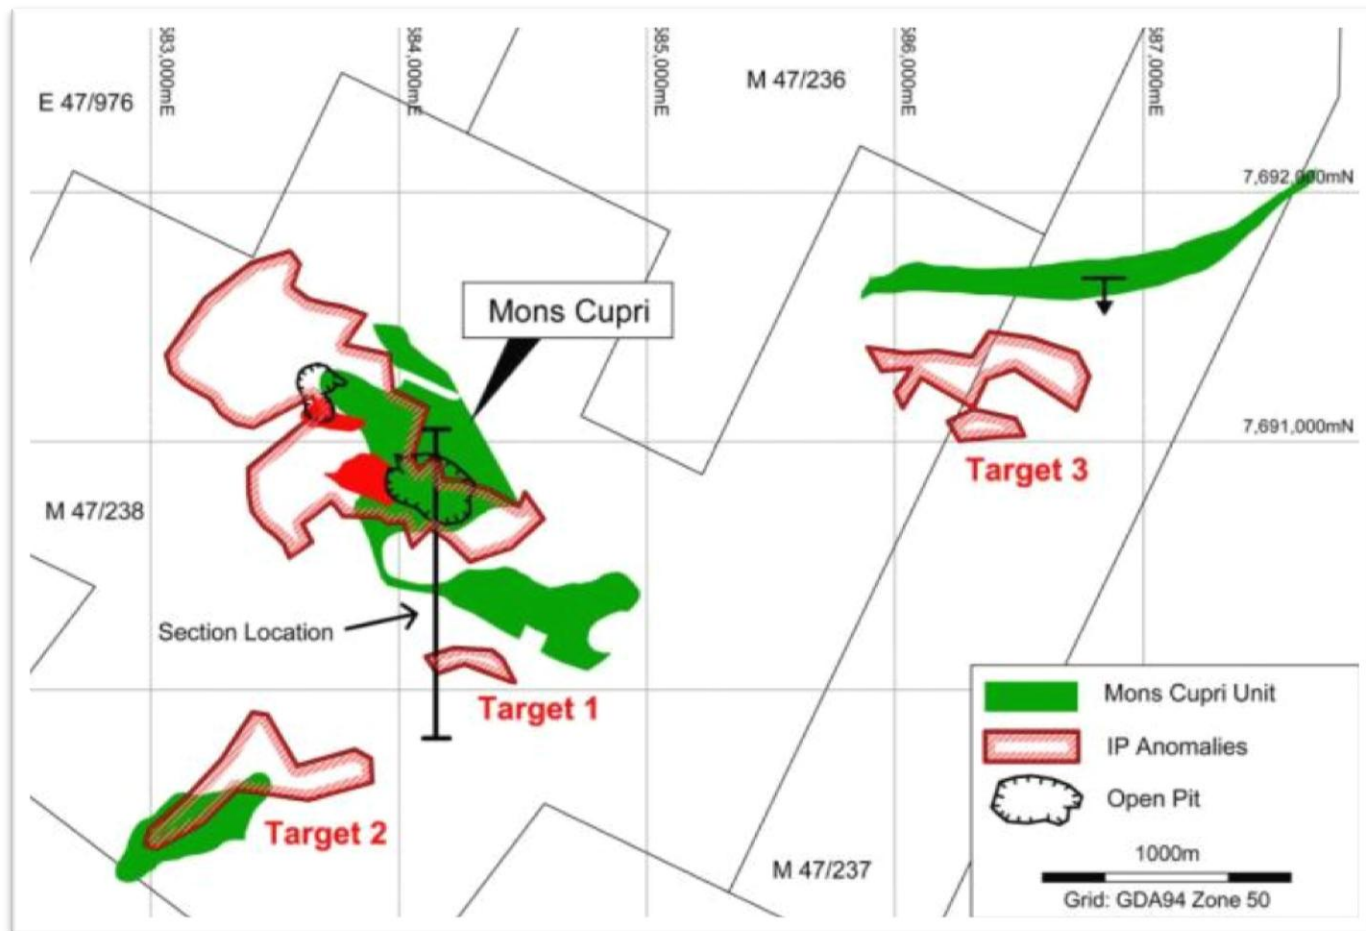 583,000mE
584,000mE
585,000mE
586,000mE
587,000mE
E 47/976
M 47/236
7,692,000mN
Mons Cupri
7,691,000mN
Target 3
M 47/238
Section Location
Target 1
Target 2
M 47/237
Mons Cupri Unit
IP Anomalies
Open Pit
1000m
Grid: GDA94 Zone 50